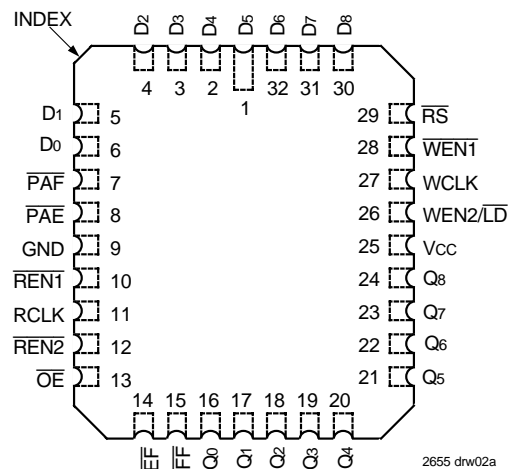 INDEX
D2 D3 D4 D5 D6 D7 D8
4 3 2 1 32 31 30
D1 5
D0 6
PAF 7
PAE 8
GND 9
REN1 10
RCLK 11
REN2 12
OE 13
29 RS
28 WEN1
27 WCLK
26 WEN2/LD
25 VCC
24 Q8
23 Q7
22 Q6
21 Q5
14 15 16 17 18 19 20
EF FF Q0 Q1 Q2 Q3 Q4
2655 drw02a